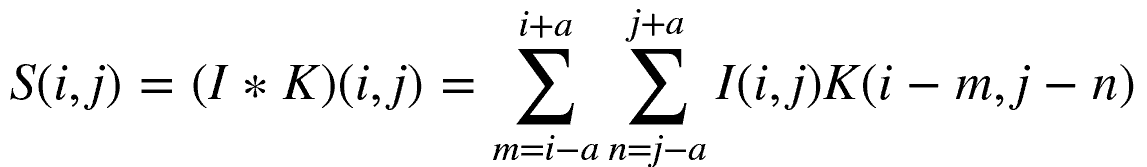 S(i,j) = (I * K)(i,j) = \sum_{m=i-a}^{i+a} \sum_{n=j-a}^{j+a} I(i,j)K(i - m, j - n)